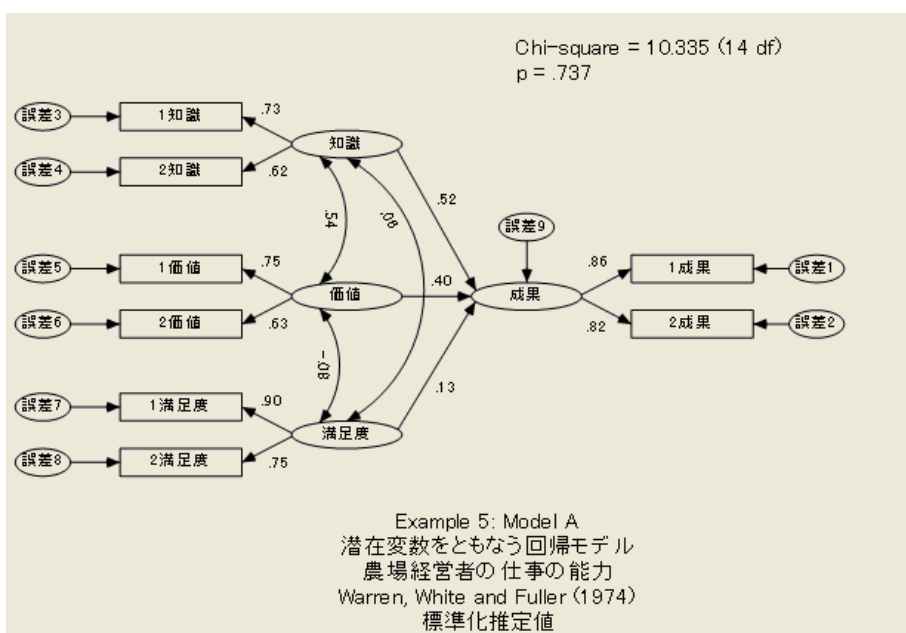 Chi-square = 10.335 (14 df)
p = .737
誤差3
1知識
.73
知識
誤差4
2知識
.62
.52
.54
.06
誤差9
誤差5
1価値
.75
価値
.40
成果
.86
1成果
誤差1
誤差6
2価値
.63
.82
2成果
誤差2
-.08
.13
誤差7
1満足度
.90
満足度
誤差8
2満足度
.75
Example 5: Model A
潜在変数をともなう回帰モデル
農場経営者の仕事の能力
Warren, White and Fuller (1974)
標準化推定値